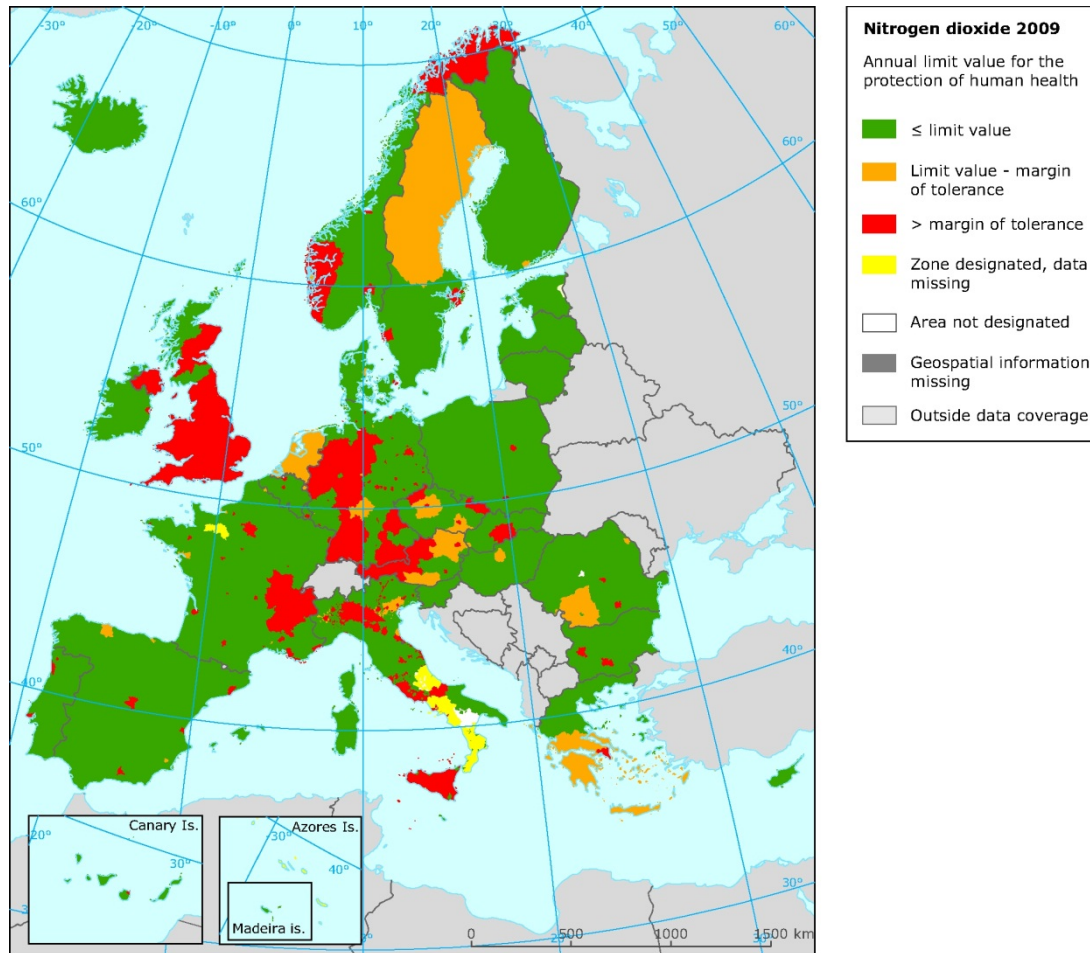 -30° -20° -10° 0° 10° 20° 30° 40° 50° 60°
60°
60°
50°
50°
40°
40°
30°
Canary Is.
-20°
30°
Azores Is.
-30°
40°
Madeira is.
0 500 1000 1500 km
Nitrogen dioxide 2009
Annual limit value for the
protection of human health
≤ limit value
Limit value - margin
of tolerance
> margin of tolerance
Zone designated, data
missing
Area not designated
Geospatial information
missing
Outside data coverage